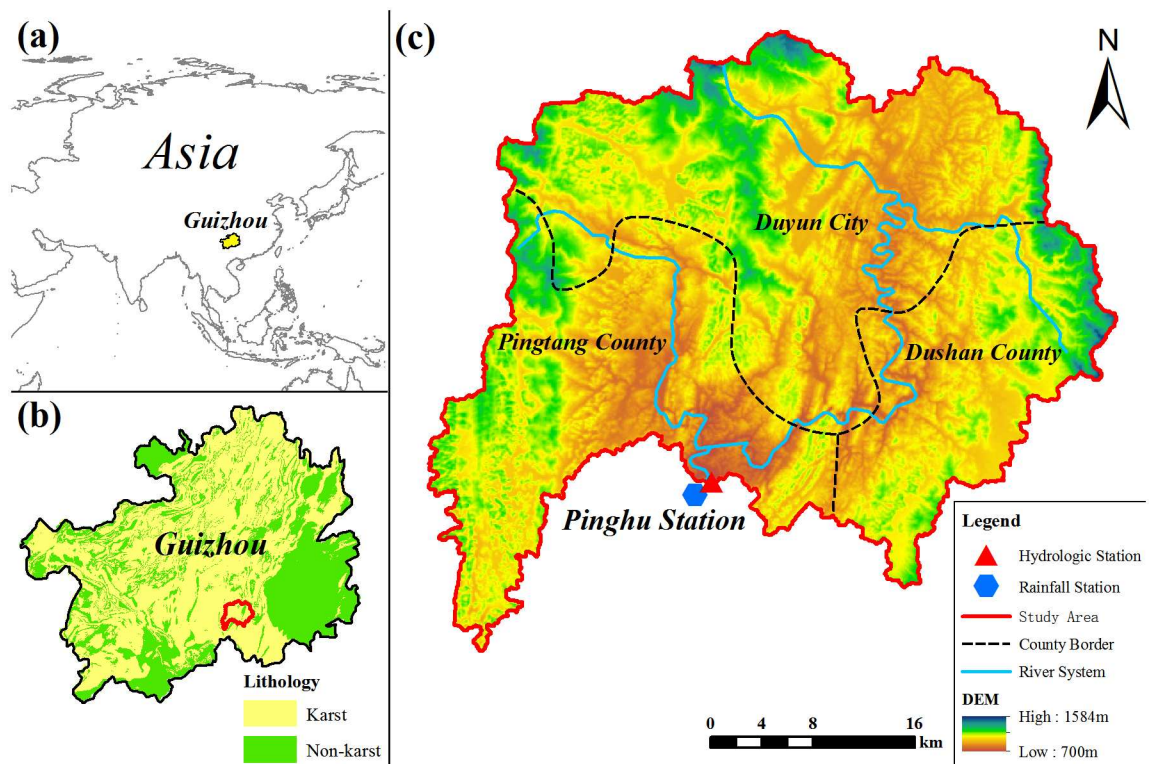 (a)
Asia
Guizhou
(b)
Guizhou
Lithology
Karst
Non-karst
(c)
N
Duyun City
Pingtang County
Dushan County
Pinghu Station
Legend
Hydrologic Station
Rainfall Station
Study Area
County Border
River System
DEM
High : 1584m
Low : 700m
0 4 8 16
km